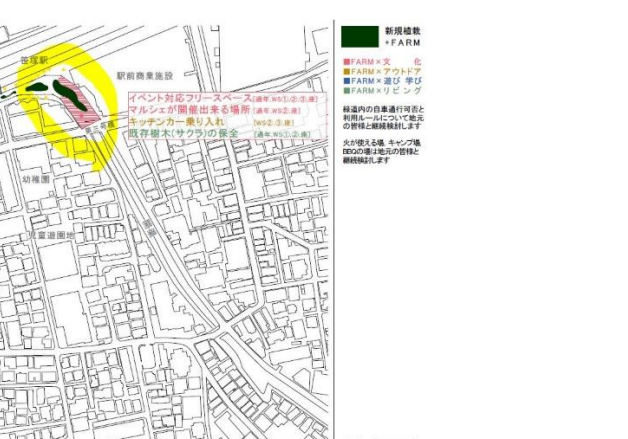 笹塚駅
駅前商業施設
イベント対応フリースペース
マルシェが開催出来る場所
キッチンカー乗り入れ
既存樹木(サクラ)の保全
幼稚園
児童遊園地
新規植栽
+FARM
■FARM×文 化
■FARM×アウトドア
■FARM×遊び 学び
■FARM×リビング
緑道内の自車通行可否と
利用ルールについて地元
の皆様と継続検討します
火が使える場、キャンプ場、
BBQの場は地元の皆様と
継続検討します